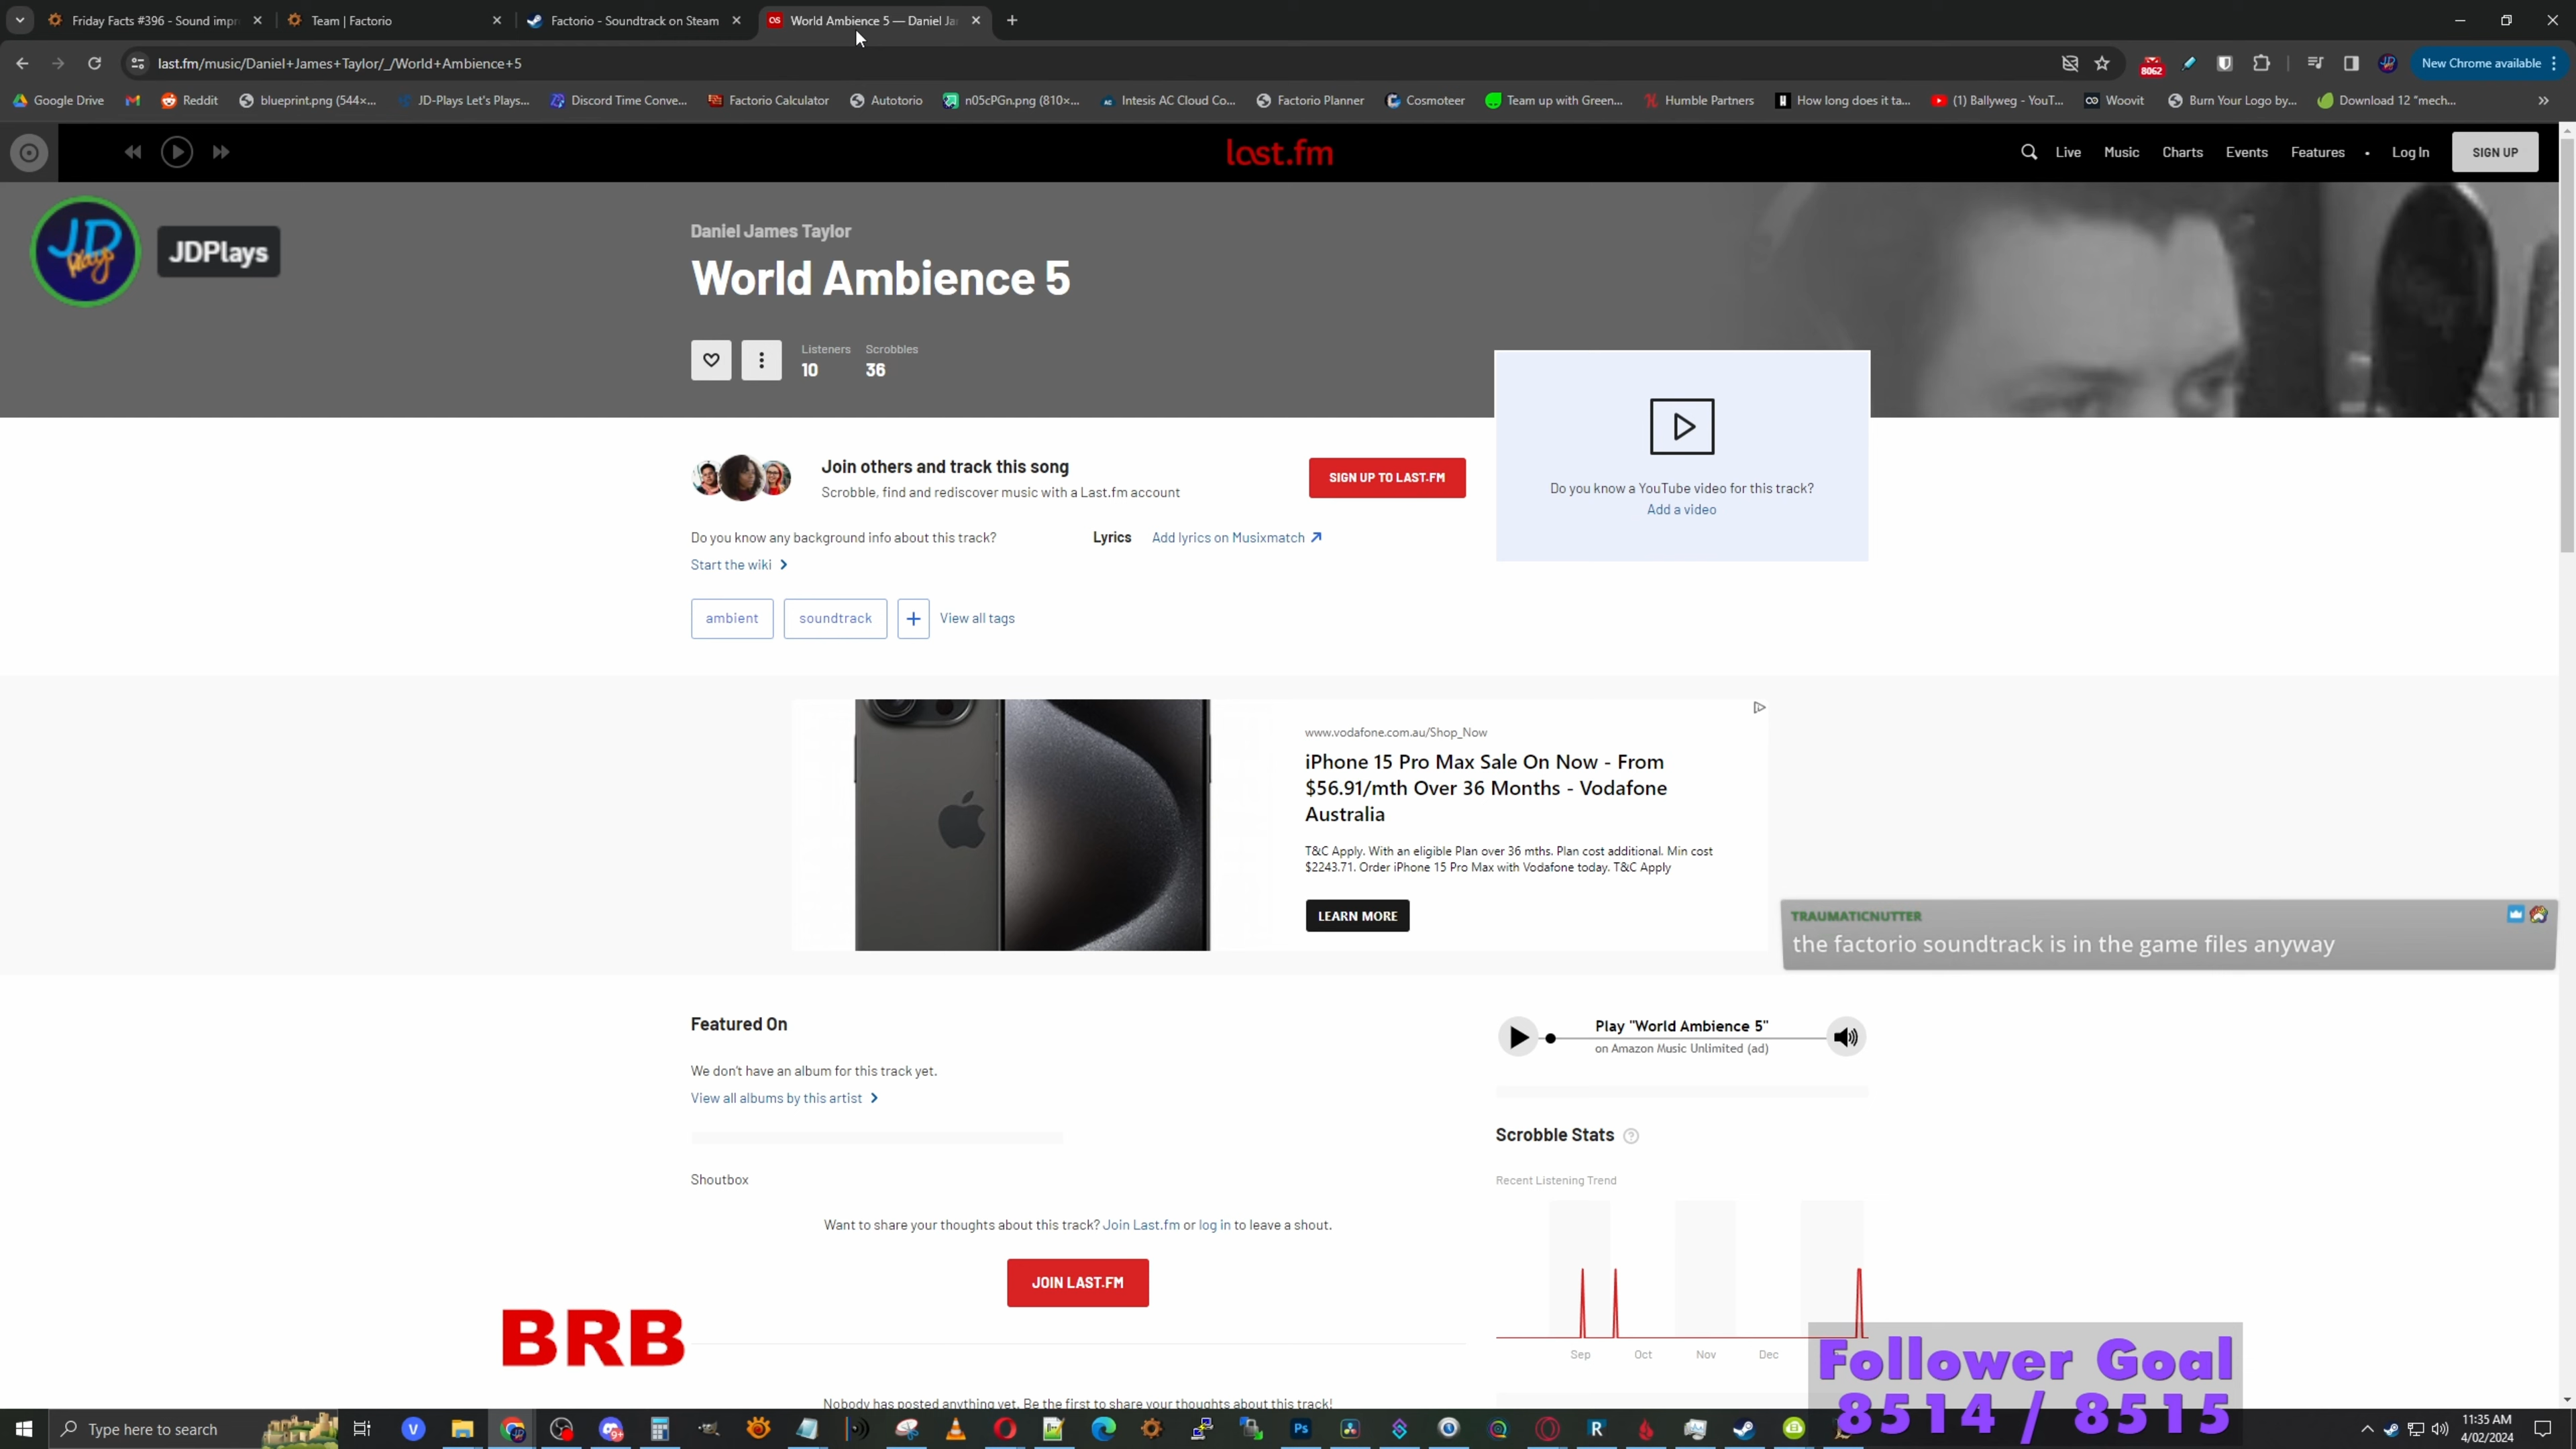 Friday Facts #396 - Sound impr
Team | Factorio
Factorio - Soundtrack on Steam
World Ambience 5 — Daniel Ja
last.fm/music/Daniel+James+Taylor/_/World+Ambience+5
8062
New Chrome available
Google Drive
Reddit
blueprint.png (544×...
JD-Plays Let's Plays...
Discord Time Conve...
Factorio Calculator
Autotorio
n05cPGn.png (810×...
Intesis AC Cloud Co...
Factorio Planner
Cosmoteer
Team up with Green...
Humble Partners
How long does it ta...
(1) Ballyweg - YouT...
Woovit
Burn Your Logo by...
Download 12 "mech...
last.fm
Live
Music
Charts
Events
Features
Log In
SIGN UP
JD plays
JDPlays
Daniel James Taylor
World Ambience 5
Listeners
Scrobbles
10
36
Join others and track this song
Scrobble, find and rediscover music with a Last.fm account
SIGN UP TO LAST.FM
Do you know a YouTube video for this track?
Add a video
Do you know any background info about this track?
Start the wiki
Lyrics
Add lyrics on Musixmatch
ambient
soundtrack
View all tags
www.vodafone.com.au/Shop_Now
iPhone 15 Pro Max Sale On Now - From
$56.91/mth Over 36 Months - Vodafone
Australia
T&C Apply. With an eligible Plan over 36 mths. Plan cost additional. Min cost
$2243.71. Order iPhone 15 Pro Max with Vodafone today. T&C Apply
LEARN MORE
TRAUMATICNUTTER
the factorio soundtrack is in the game files anyway
Featured On
We don't have an album for this track yet.
View all albums by this artist
Play "World Ambience 5"
on Amazon Music Unlimited (ad)
Scrobble Stats
Recent Listening Trend
Shoutbox
Want to share your thoughts about this track? Join Last.fm or log in to leave a shout.
JOIN LAST.FM
Sep
Oct
Nov
Dec
BRB
Nobody has posted anything yet. Be the first to share your thoughts about this track!
Follower Goal
8514 / 8515
Type here to search
11:35 AM
4/02/2024